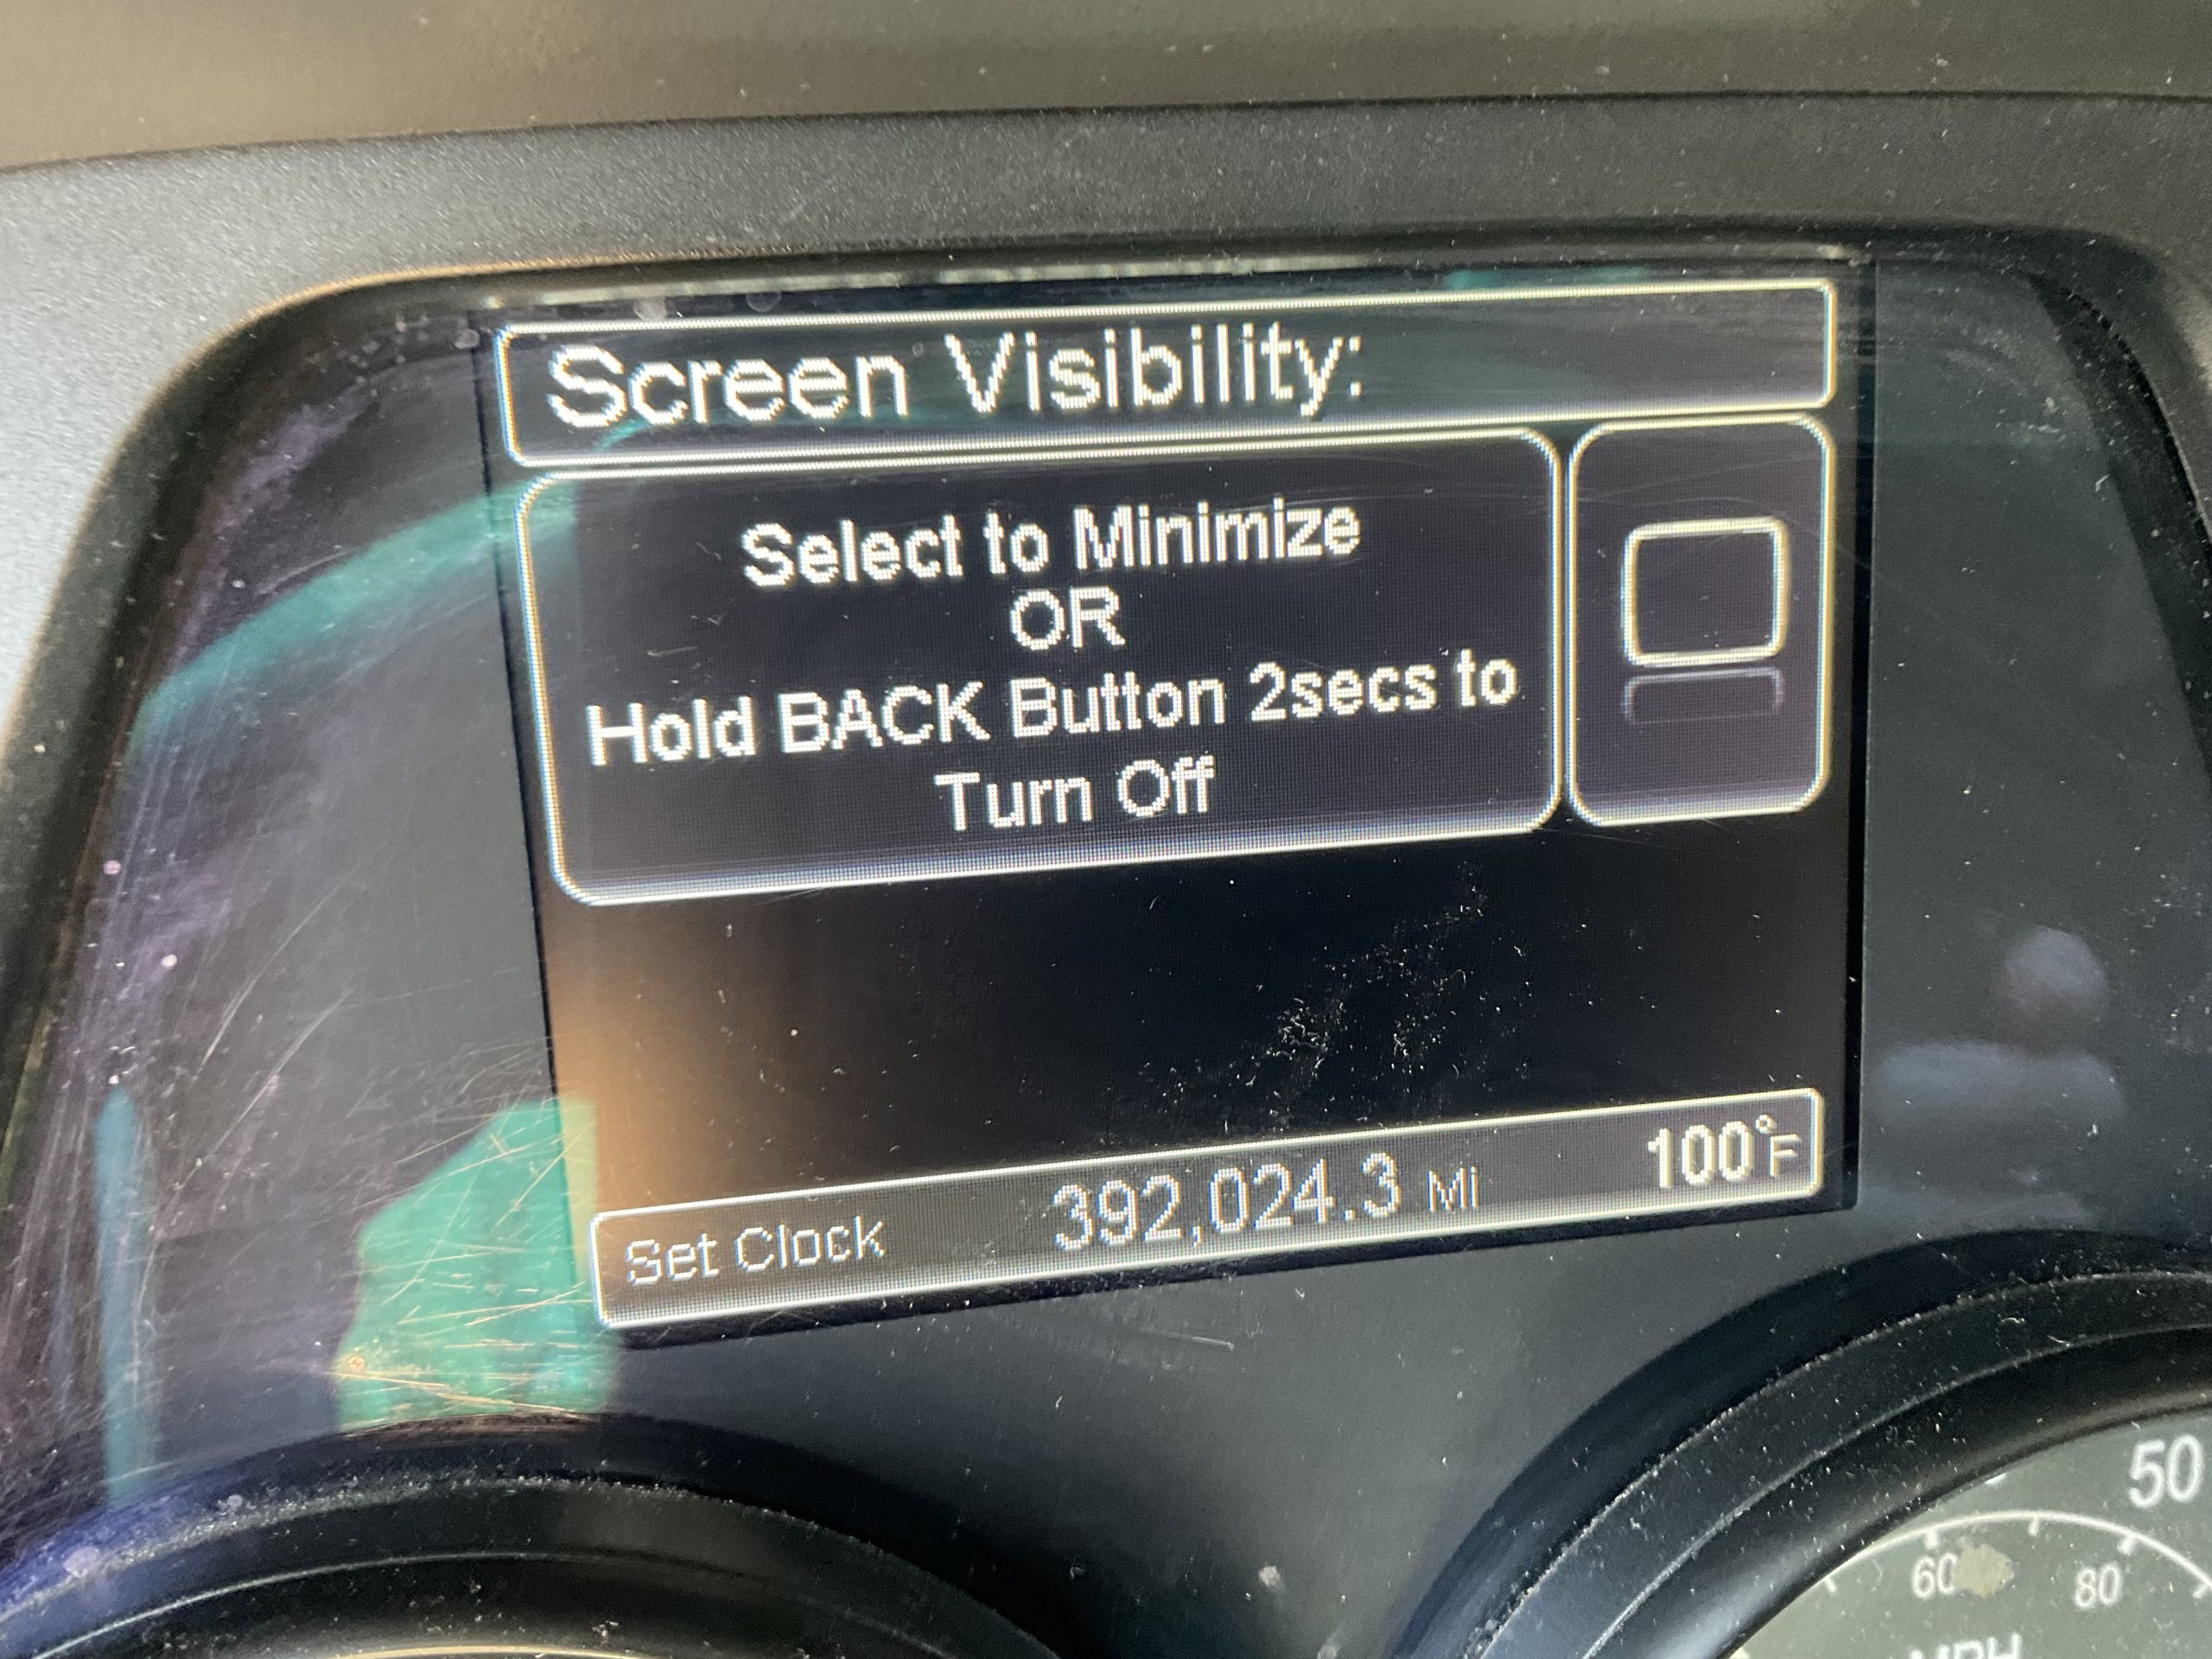 Screen Visibility:
Select to Minimize
OR
Hold BACK Button 2secs to
Turn Off
Set Clock 392,024.3 Mi 100°F
50
60 80
MPH